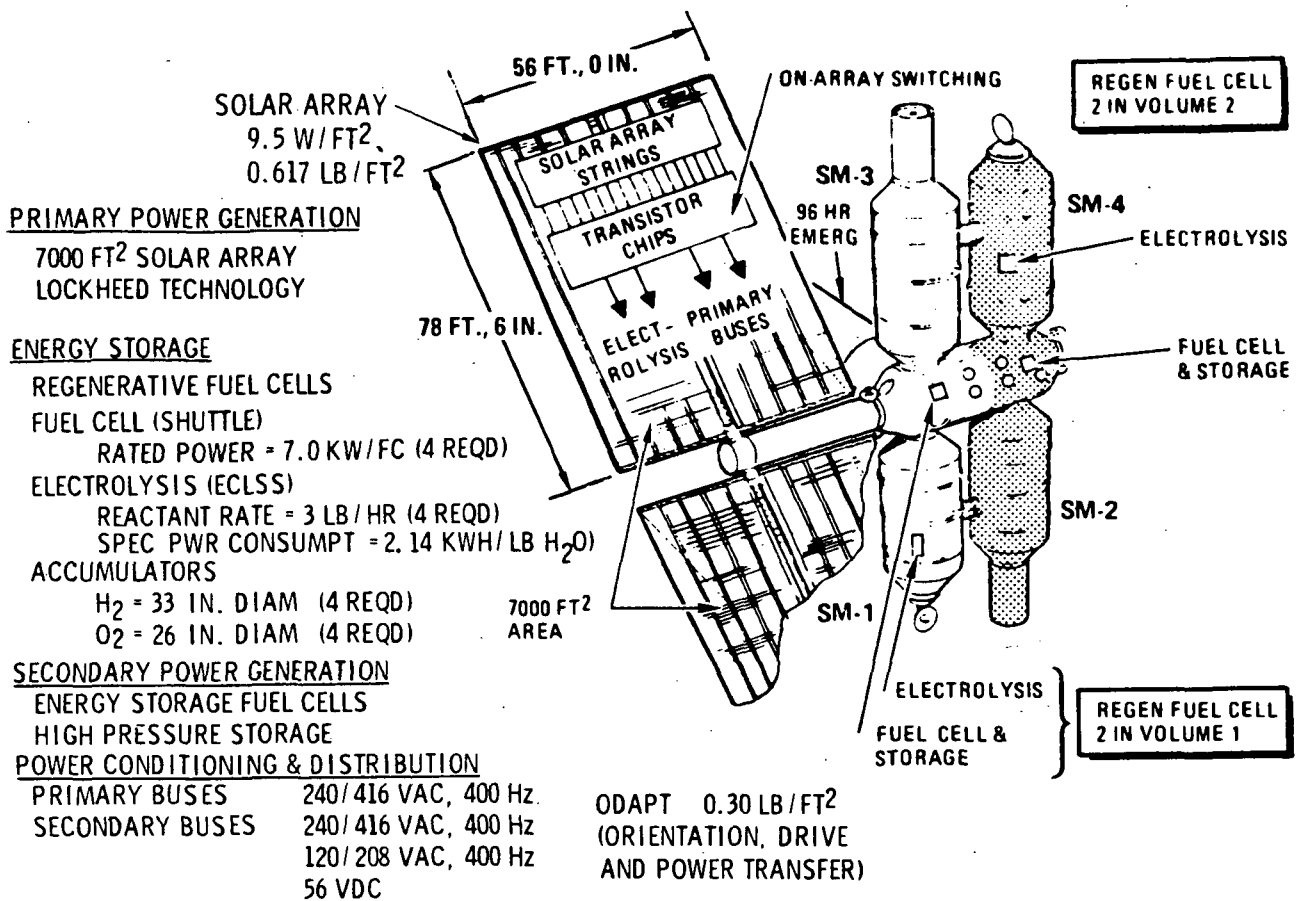 56 FT., 0 IN.
ON-ARRAY SWITCHING
REGEN FUEL CELL
2 IN VOLUME 2
SOLAR ARRAY
9.5 W/FT2,
0.617 LB/FT2
SOLAR ARRAY
STRINGS
TRANSISTOR
CHIPS
ELECT-
ROLYSIS
PRIMARY
BUSES
78 FT., 6 IN.
SM-3
96 HR
EMERG
SM-4
ELECTROLYSIS
FUEL CELL
& STORAGE
SM-2
SM-1
7000 FT2
AREA
PRIMARY POWER GENERATION
7000 FT2 SOLAR ARRAY
LOCKHEED TECHNOLOGY
ENERGY STORAGE
REGENERATIVE FUEL CELLS
FUEL CELL (SHUTTLE)
RATED POWER = 7.0 KW/FC (4 REQD)
ELECTROLYSIS (ECLSS)
REACTANT RATE = 3 LB/HR (4 REQD)
SPEC PWR CONSUMPT = 2.14 KWH/LB H2O)
ACCUMULATORS
H2 = 33 IN. DIAM (4 REQD)
O2 = 26 IN. DIAM (4 REQD)
SECONDARY POWER GENERATION
ENERGY STORAGE FUEL CELLS
HIGH PRESSURE STORAGE
POWER CONDITIONING & DISTRIBUTION
PRIMARY BUSES 240/416 VAC, 400 Hz.
SECONDARY BUSES 240/416 VAC, 400 Hz
120/208 VAC, 400 Hz
56 VDC
ODAPT 0.30 LB/FT2
(ORIENTATION, DRIVE
AND POWER TRANSFER)
ELECTROLYSIS
FUEL CELL &
STORAGE
REGEN FUEL CELL
2 IN VOLUME 1